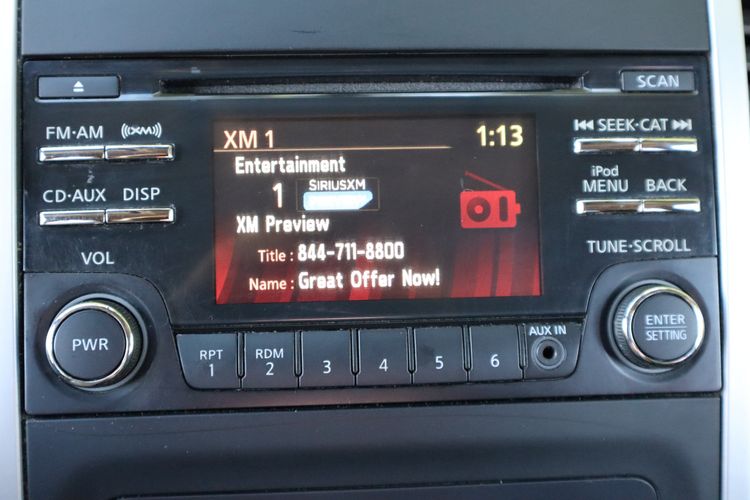 SCAN
FM·AM
((XM))
CD·AUX
DISP
VOL
PWR
XM 1
1:13
Entertainment
1
SIRIUSXM
XM Preview
Title : 844-711-8800
Name : Great Offer Now!
SEEK·CAT
iPod
MENU
BACK
TUNE·SCROLL
ENTER
SETTING
RPT
1
RDM
2
3
4
5
6
AUX IN